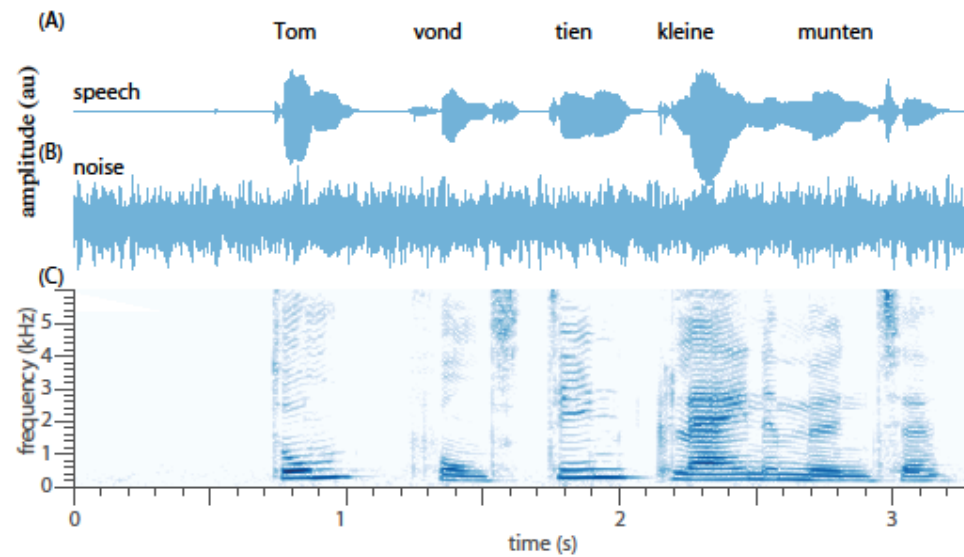 (A)
Tom vond tien kleine munten
speech
amplitude (au)
(B)
noise
(C)
frequency (kHz)
5
4
3
2
1
0
0 1 2 3
time (s)